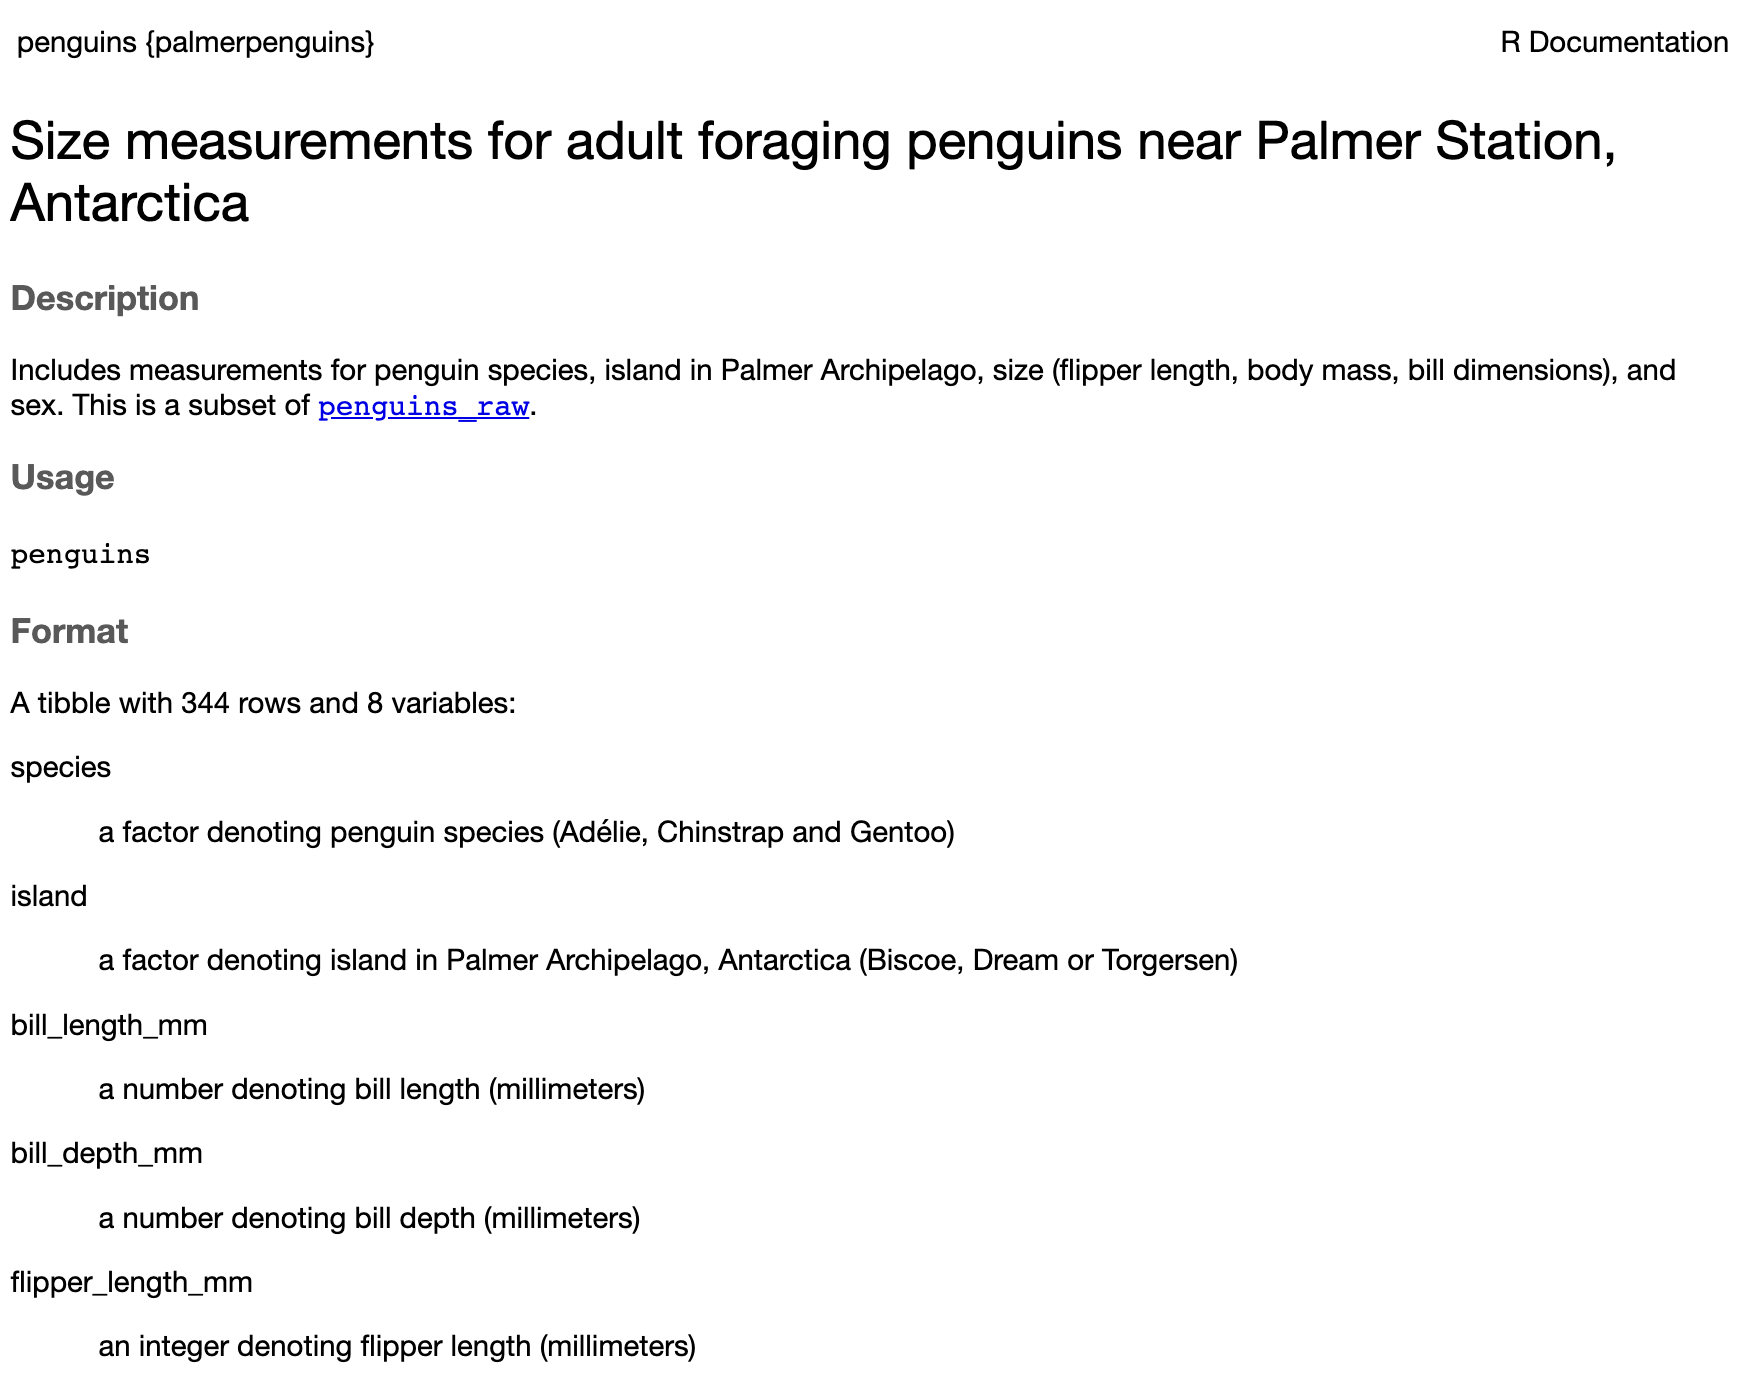 penguins {palmerpenguins}
R Documentation
Size measurements for adult foraging penguins near Palmer Station,
Antarctica
Description
Includes measurements for penguin species, island in Palmer Archipelago, size (flipper length, body mass, bill dimensions), and
sex. This is a subset of penguins_raw.
Usage
penguins
Format
A tibble with 344 rows and 8 variables:
species
a factor denoting penguin species (Adélie, Chinstrap and Gentoo)
island
a factor denoting island in Palmer Archipelago, Antarctica (Biscoe, Dream or Torgersen)
bill_length_mm
a number denoting bill length (millimeters)
bill_depth_mm
a number denoting bill depth (millimeters)
flipper_length_mm
an integer denoting flipper length (millimeters)